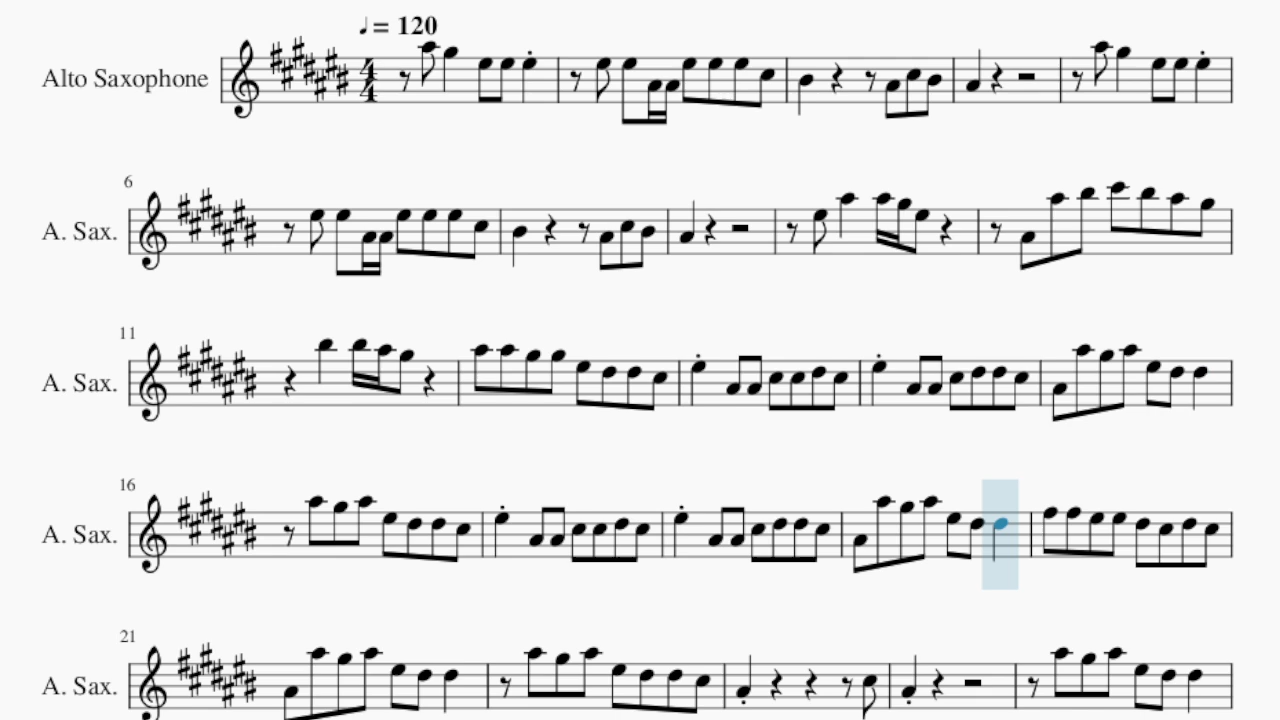 ♩ = 120
Alto Saxophone
4
4
6
A. Sax.
11
A. Sax.
16
A. Sax.
21
A. Sax.